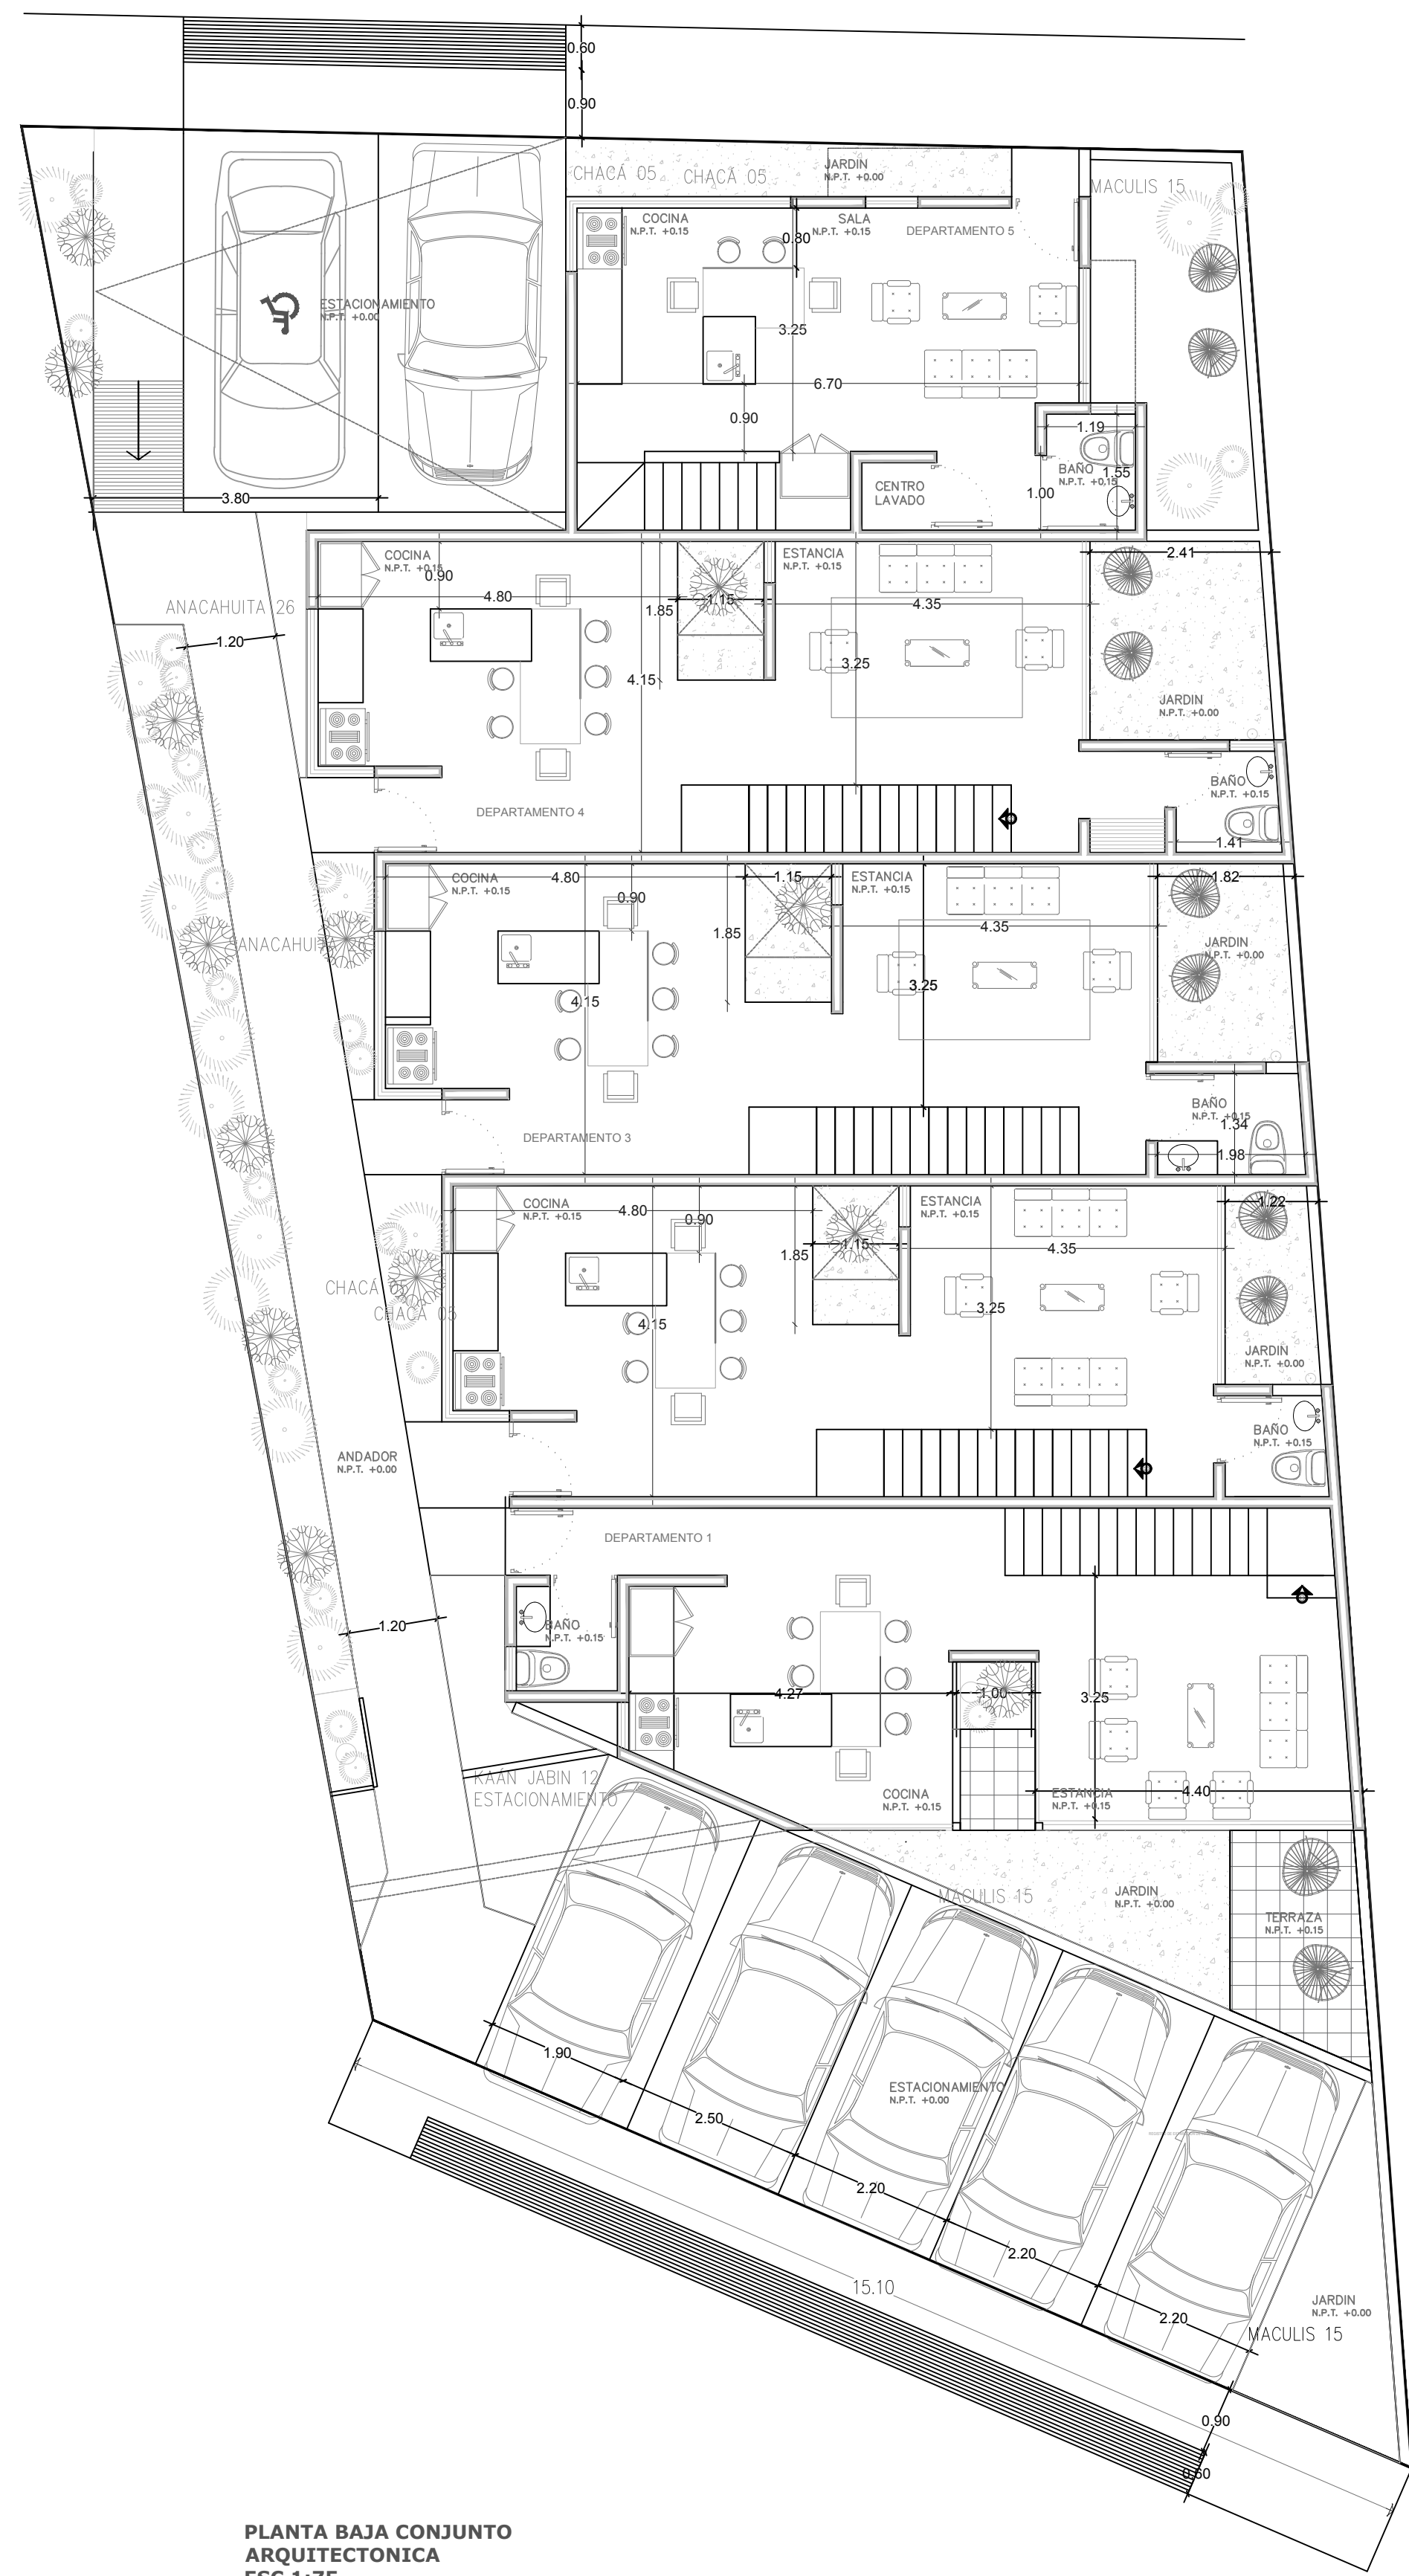 0.60
0.90
CHACÁ 05
CHACÁ 05
JARDIN
N.P.T. +0.00
MACULIS 15
COCINA
N.P.T. +0.15
SALA
N.P.T. +0.15
DEPARTAMENTO 5
0.80
ESTACIONAMIENTO
N.P.T. +0.00
3.25
6.70
0.90
1.19
BAÑO
N.P.T. +0.15
1.55
CENTRO
LAVADO
1.00
3.80
COCINA
N.P.T. +0.15
0.90
ESTANCIA
N.P.T. +0.15
2.41
4.80
1.15
1.85
4.35
ANACAHUITA 26
1.20
3.25
4.15
JARDIN
N.P.T. +0.00
BAÑO
N.P.T. +0.15
DEPARTAMENTO 4
1.41
COCINA
N.P.T. +0.15
4.80
0.90
1.15
ESTANCIA
N.P.T. +0.15
1.82
1.85
4.35
ANACAHUITA 26
JARDIN
N.P.T. +0.00
3.25
4.15
BAÑO
N.P.T. +0.15
1.34
DEPARTAMENTO 3
1.98
COCINA
N.P.T. +0.15
4.80
0.90
ESTANCIA
N.P.T. +0.15
1.22
1.15
1.85
4.35
CHACÁ 05
CHACÁ 05
3.25
4.15
JARDIN
N.P.T. +0.00
BAÑO
N.P.T. +0.15
ANDADOR
N.P.T. +0.00
DEPARTAMENTO 1
1.20
BAÑO
N.P.T. +0.15
4.27
1.00
3.25
KAÁN JABIN 12
ESTACIONAMIENTO
COCINA
N.P.T. +0.15
ESTANCIA
N.P.T. +0.15
4.40
MACULIS 15
JARDIN
N.P.T. +0.00
TERRAZA
N.P.T. +0.15
1.90
ESTACIONAMIENTO
N.P.T. +0.00
2.50
2.20
2.20
15.10
2.20
JARDIN
N.P.T. +0.00
MACULIS 15
0.90
0.60
PLANTA BAJA CONJUNTO
ARQUITECTONICA
ESC 1:75